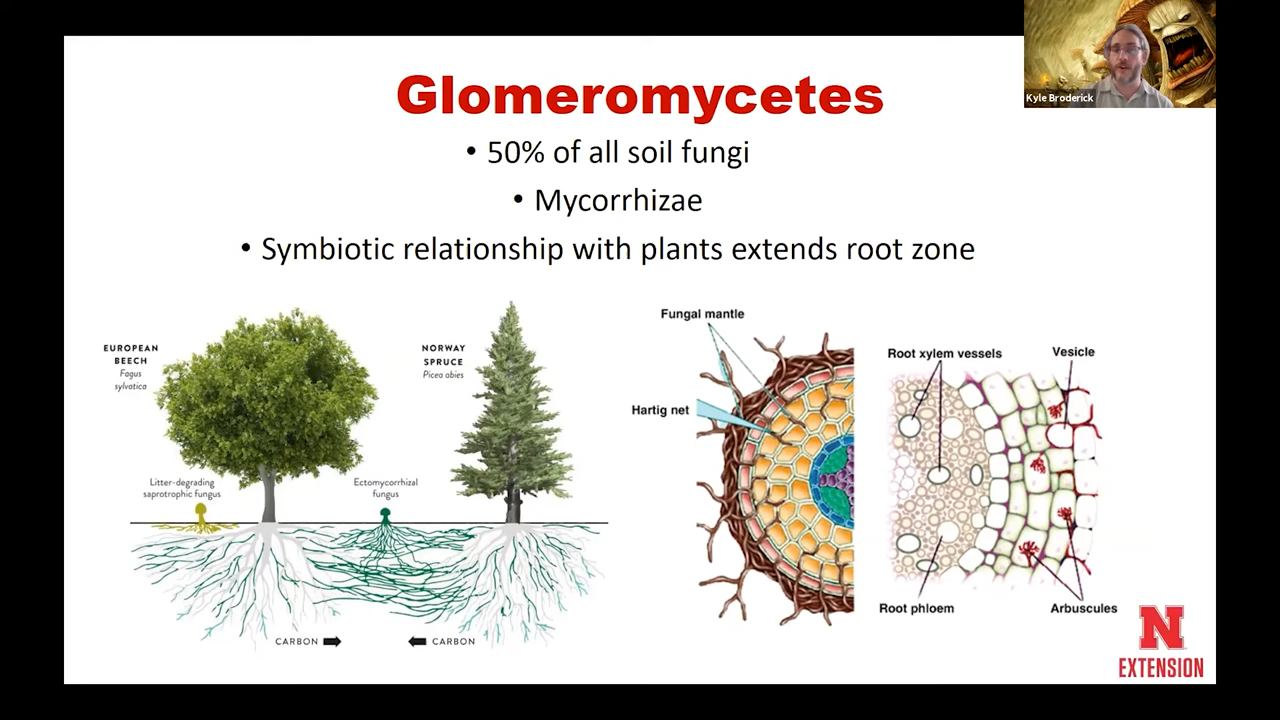 Glomeromycetes
• 50% of all soil fungi
• Mycorrhizae
• Symbiotic relationship with plants extends root zone
Kyle Broderick
EUROPEAN
BEECH
Fagus
sylvatica
NORWAY
SPRUCE
Picea abies
Litter-degrading
saprotrophic fungus
Ectomycorrhizal
fungus
CARBON
CARBON
Fungal mantle
Hartig net
Root xylem vessels
Vesicle
Root phloem
Arbuscules
N
EXTENSION